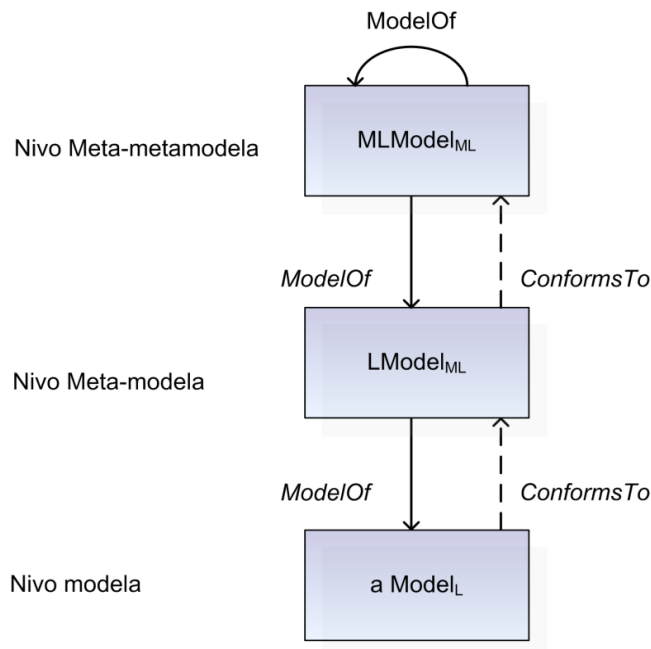 ModelOf
MLModelML
Nivo Meta-metamodela
ModelOf
ConformsTo
LModelML
Nivo Meta-modela
ModelOf
ConformsTo
a ModelL
Nivo modela